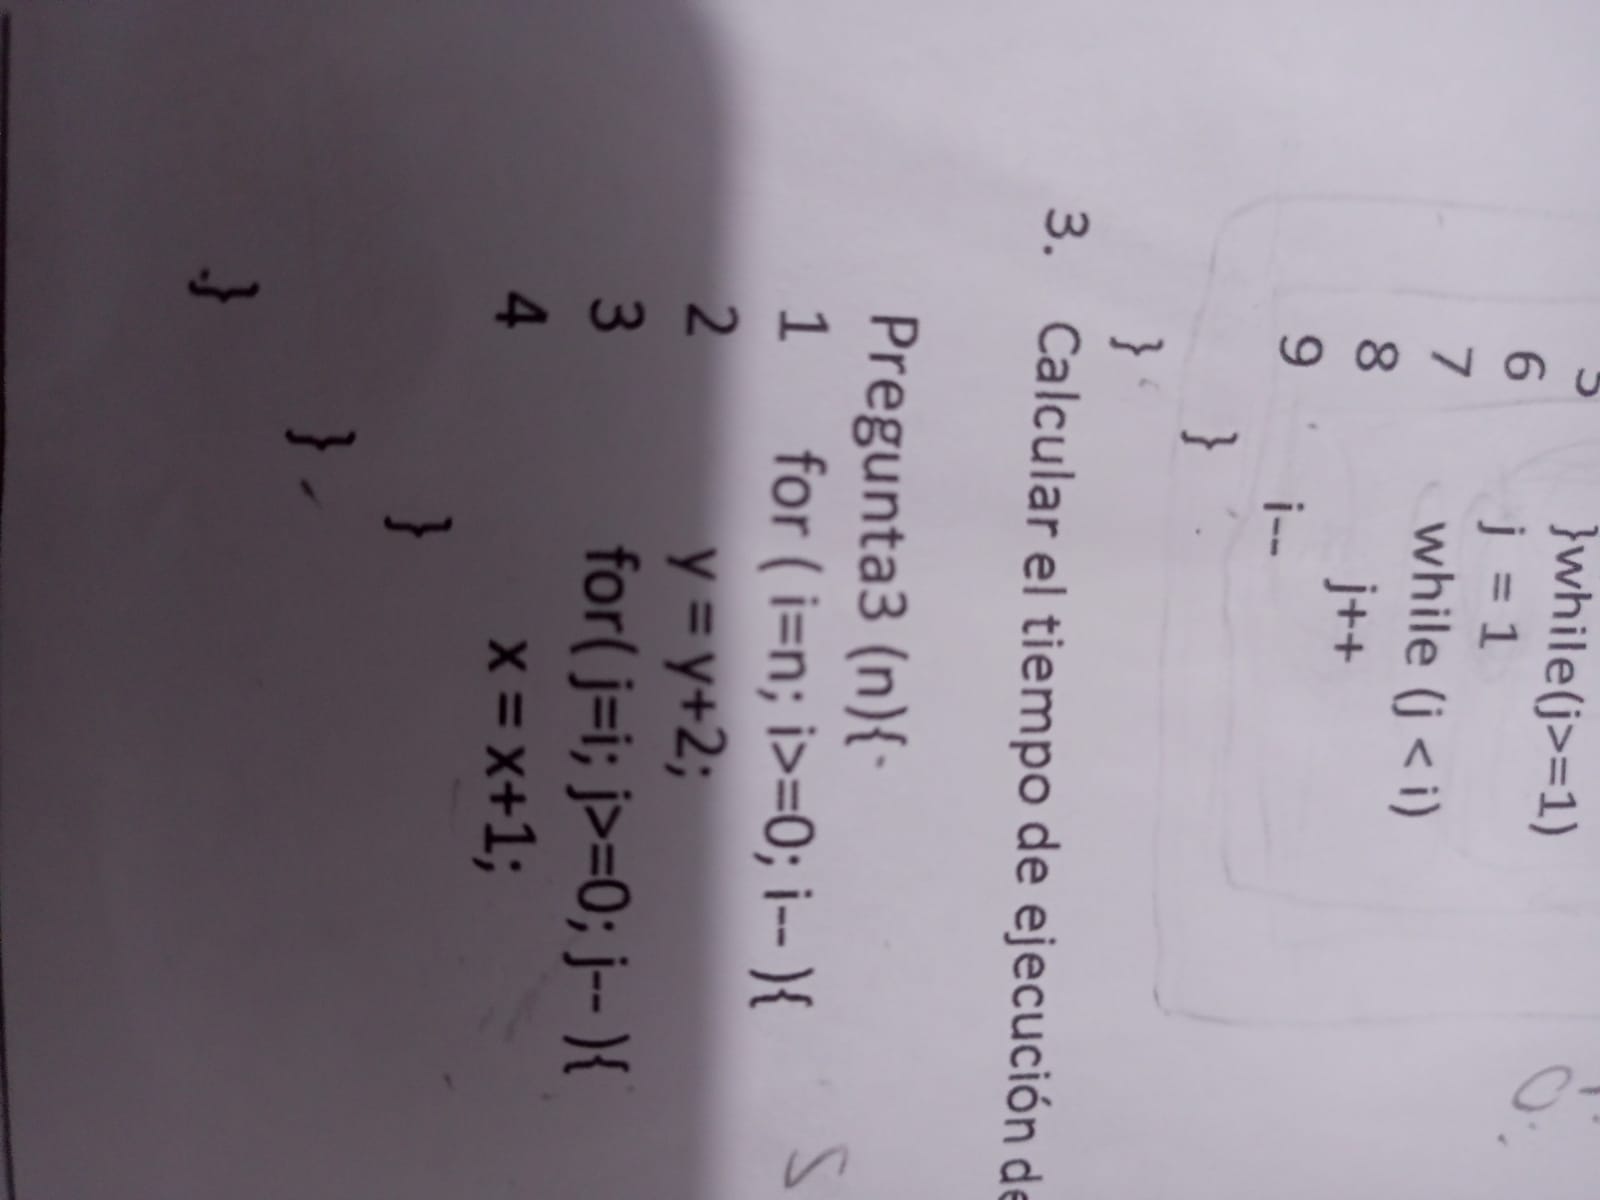 }while(j>=1)
6 j = 1
7 while (j < i)
8 j++
9 i--
}
}
3. Calcular el tiempo de ejecución de
Pregunta3 (n){
1 for ( i=n; i>=0; i-- ){
2 y = y+2;
3 for( j=i; j>=0; j-- ){
4 x = x+1;
}
}
}